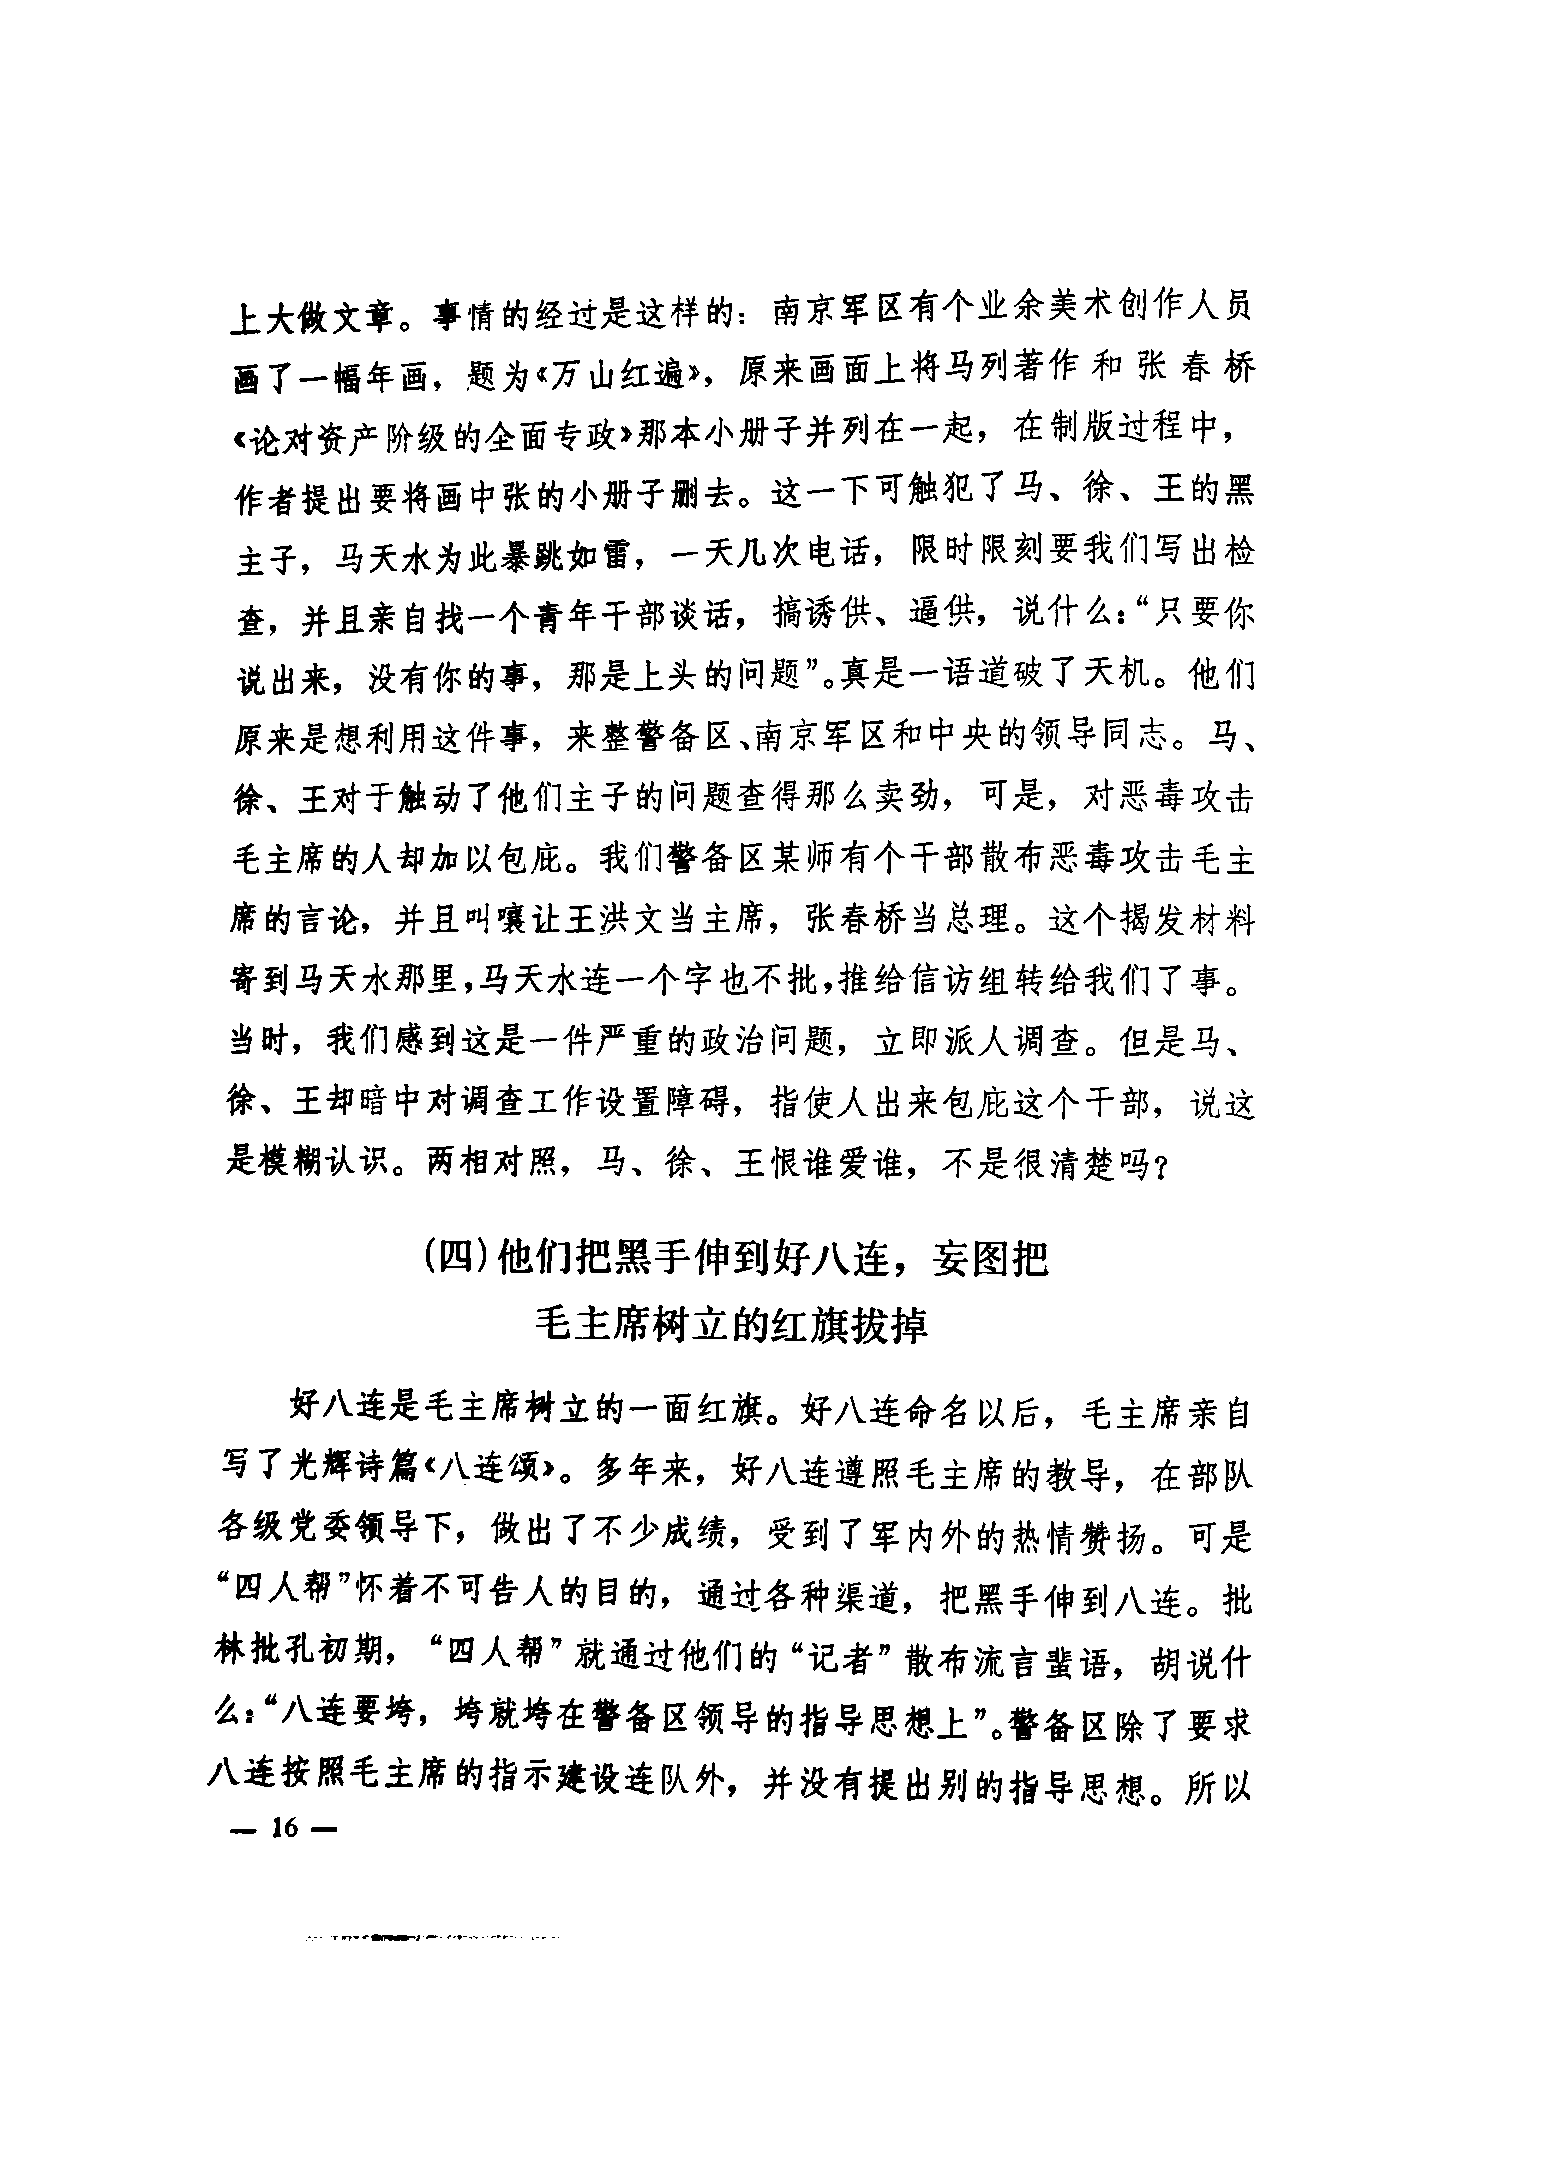 上大做文章。事情的经过是这样的：南京军区有个业余美术创作人员
画了一幅年画，题为《万山红遍》，原来画面上将马列著作和张春桥
《论对资产阶级的全面专政》那本小册子并列在一起，在制版过程中，
作者提出要将画中张的小册子删去。这一下可触犯了马、徐、王的黑
主子，马天水为此暴跳如雷，一天几次电话，限时限刻要我们写出检
查，并且亲自找一个青年干部谈话，搞诱供、逼供，说什么：“只要你
说出来，没有你的事，那是上头的问题”。真是一语道破了天机。他们
原来是想利用这件事，来整警备区、南京军区和中央的领导同志。马、
徐、王对于触动了他们主子的问题查得那么卖劲，可是，对恶毒攻击
毛主席的人却加以包庇。我们警备区某师有个干部散布恶毒攻击毛主
席的言论，并且叫嚷让王洪文当主席，张春桥当总理。这个揭发材料
寄到马天水那里，马天水连一个字也不批，推给信访组转给我们了事。
当时，我们感到这是一件严重的政治问题，立即派人调查。但是马、
徐、王却暗中对调查工作设置障碍，指使人出来包庇这个干部，说这
是模糊认识。两相对照，马、徐、王恨谁爱谁，不是很清楚吗？
(四)他们把黑手伸到好八连，妄图把
毛主席树立的红旗拔掉
好八连是毛主席树立的一面红旗。好八连命名以后，毛主席亲自
写了光辉诗篇《八连颂》。多年来，好八连遵照毛主席的教导，在部队
各级党委领导下，做出了不少成绩，受到了军内外的热情赞扬。可是
“四人帮”怀着不可告人的目的，通过各种渠道，把黑手伸到八连。批
林批孔初期，“四人帮”就通过他们的“记者”散布流言蜚语，胡说什
么：“八连要垮，垮就垮在警备区领导的指导思想上”。警备区除了要求
八连按照毛主席的指示建设连队外，并没有提出别的指导思想。所以
— 16 —